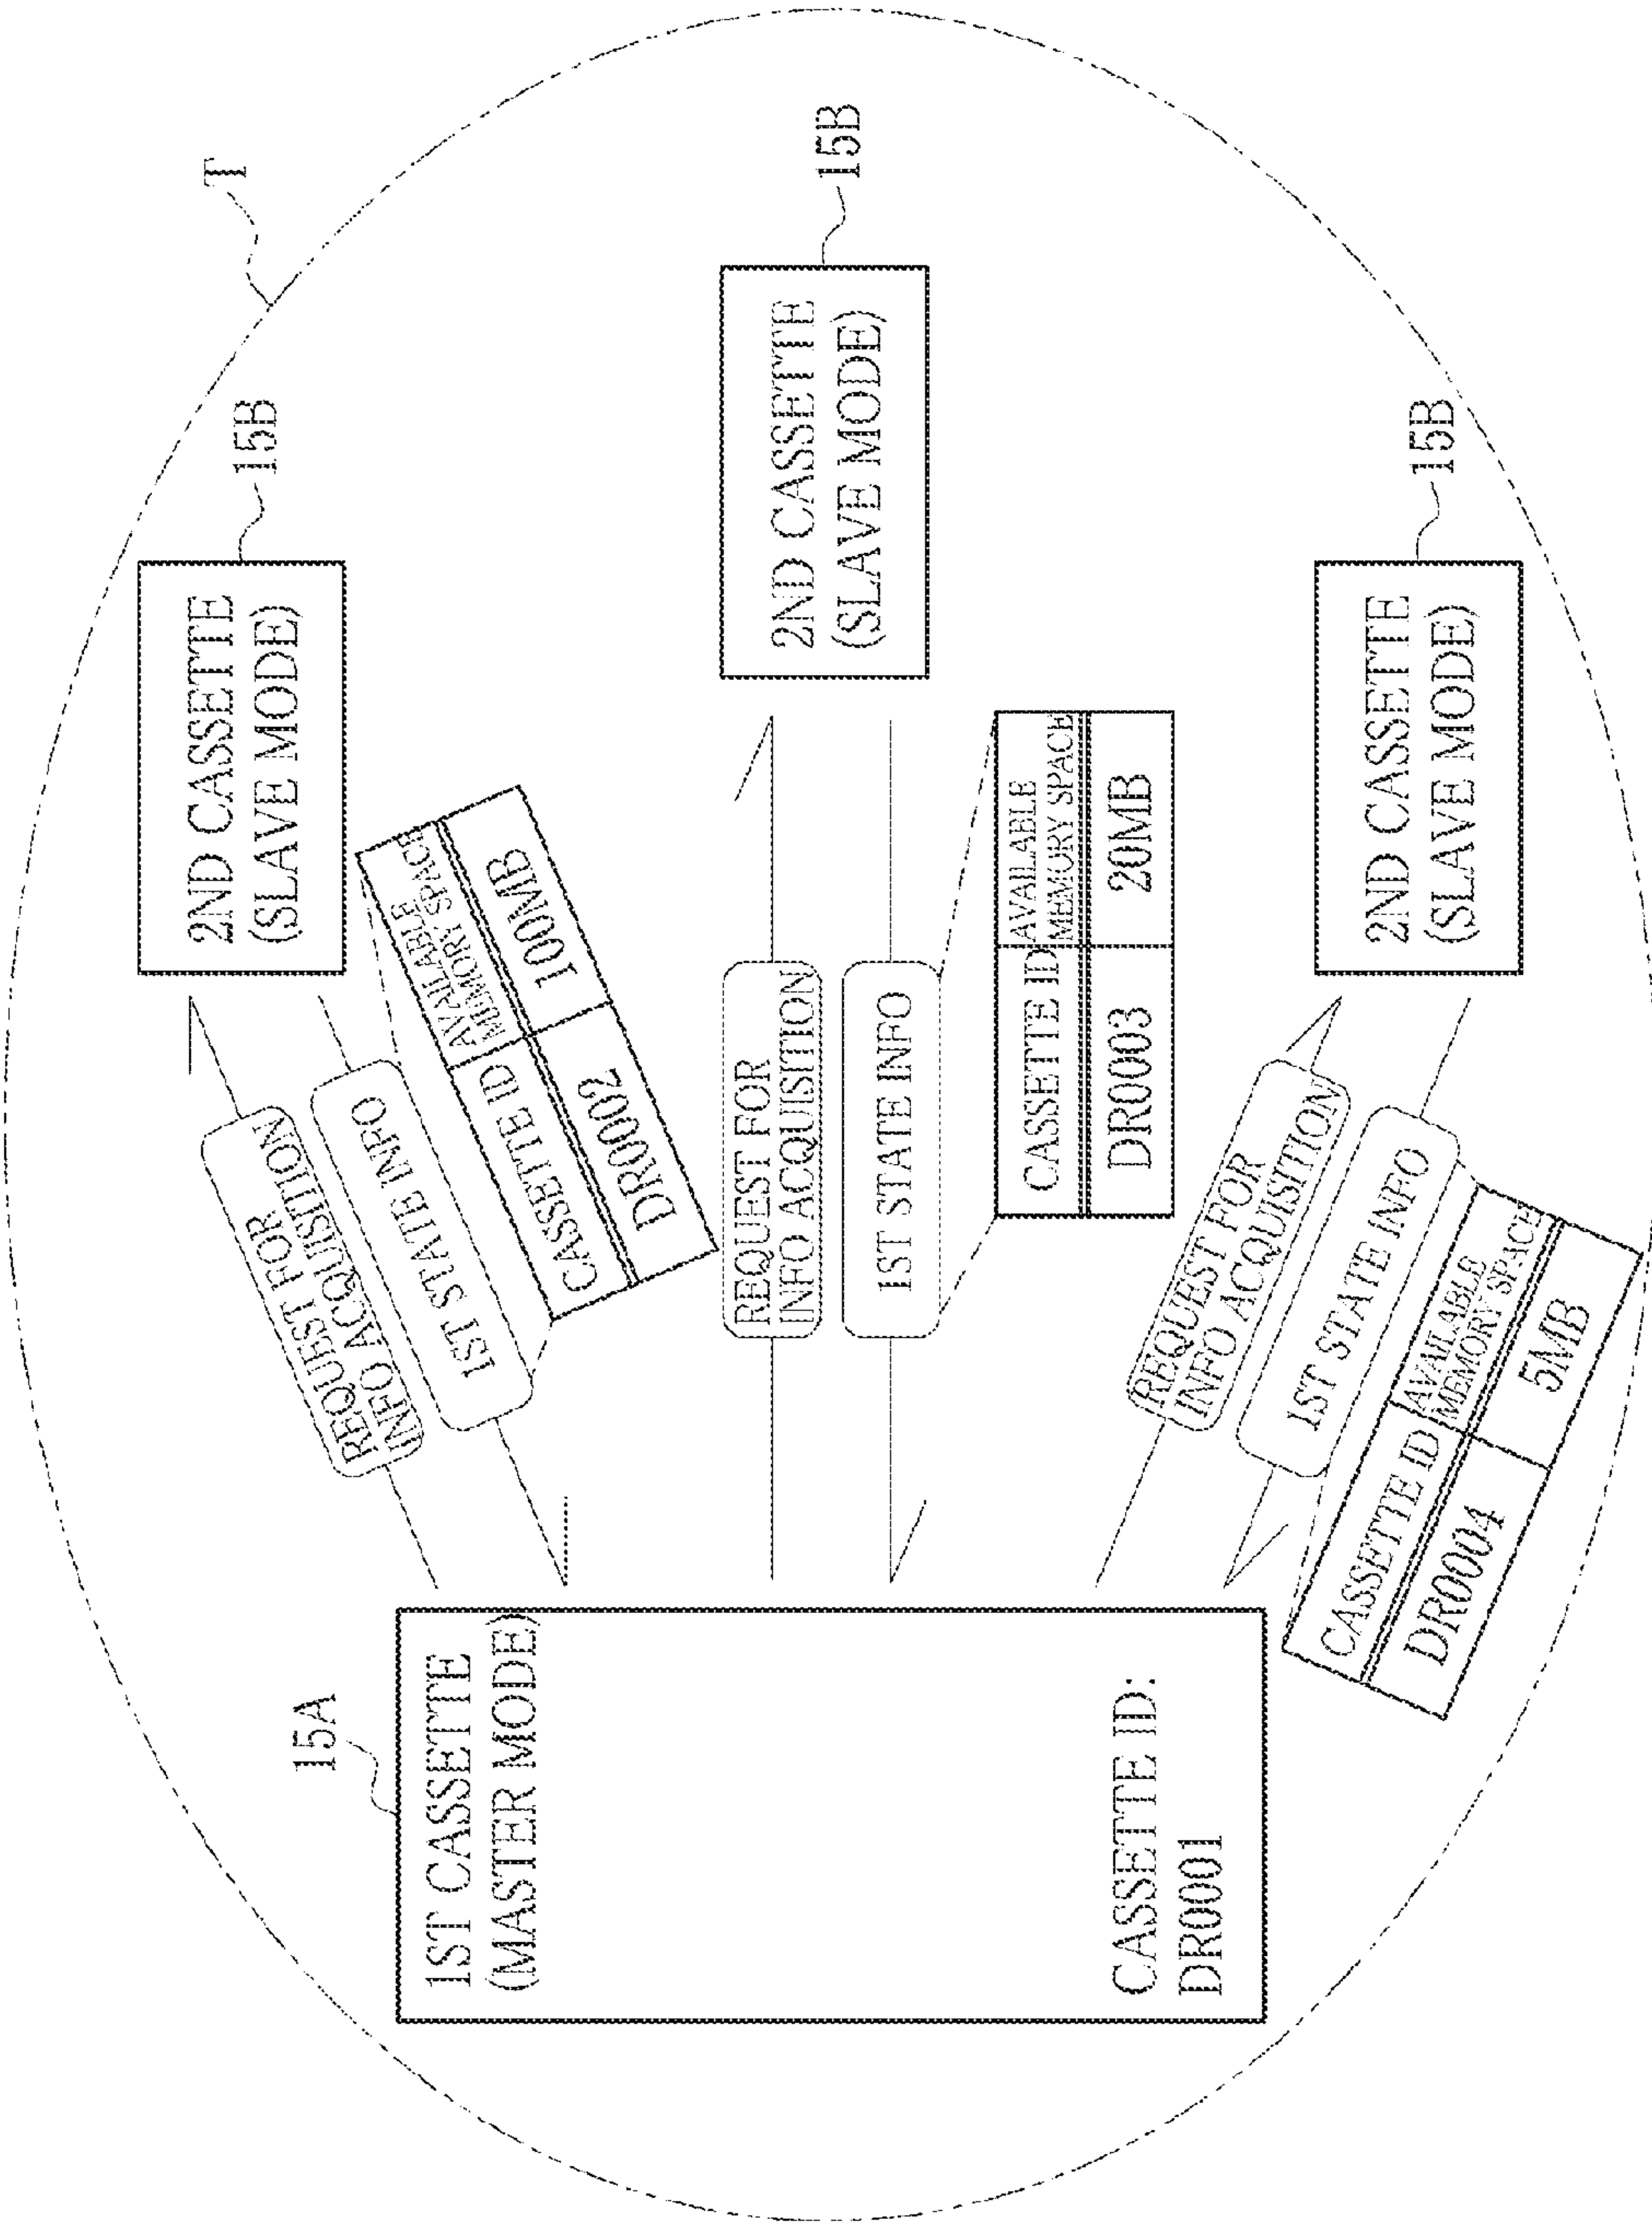 T
15A
1ST CASSETTE
(MASTER MODE)
CASSETTE ID:
DR0001
REQUEST FOR
INFO ACQUISITION
1ST STATE INFO
CASSETTE ID
AVAILABLE
MEMORY SPACE
DR0002
100MB
2ND CASSETTE
(SLAVE MODE)
15B
REQUEST FOR
INFO ACQUISITION
1ST STATE INFO
CASSETTE ID
AVAILABLE
MEMORY SPACE
DR0003
20MB
2ND CASSETTE
(SLAVE MODE)
15B
REQUEST FOR
INFO ACQUISITION
1ST STATE INFO
CASSETTE ID
AVAILABLE
MEMORY SPACE
DR0004
5MB
2ND CASSETTE
(SLAVE MODE)
15B